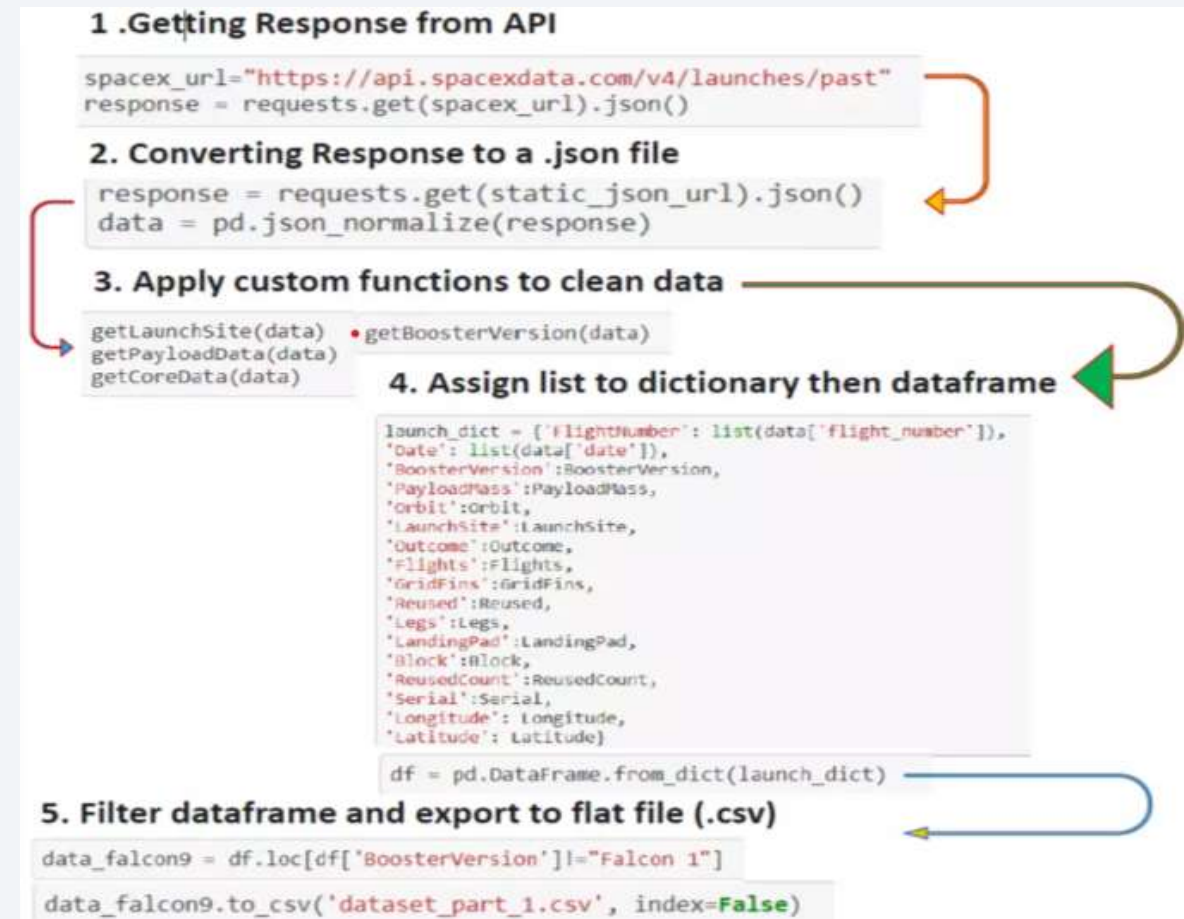 1 .Getting Response from API
spacex_url="https://api.spacexdata.com/v4/launches/past"
response = requests.get(spacex_url).json()
2. Converting Response to a .json file
response = requests.get(static_json_url).json()
data = pd.json_normalize(response)
3. Apply custom functions to clean data
getLaunchSite(data) • getBoosterVersion(data)
getPayloadData(data)
getCoreData(data)
4. Assign list to dictionary then dataframe
launch_dict = {'FlightNumber': list(data['flight_number']),
'Date': list(data['date']),
'BoosterVersion':BoosterVersion,
'PayloadMass':PayloadMass,
'Orbit':Orbit,
'LaunchSite':LaunchSite,
'Outcome':Outcome,
'Flights':Flights,
'GridFins':GridFins,
'Reused':Reused,
'Legs':Legs,
'LandingPad':LandingPad,
'Block':Block,
'ReusedCount':ReusedCount,
'Serial':Serial,
'Longitude': Longitude,
'Latitude': Latitude}
df = pd.DataFrame.from_dict(launch_dict)
5. Filter dataframe and export to flat file (.csv)
data_falcon9 = df.loc[df['BoosterVersion']!="Falcon 1"]
data_falcon9.to_csv('dataset_part_1.csv', index=False)